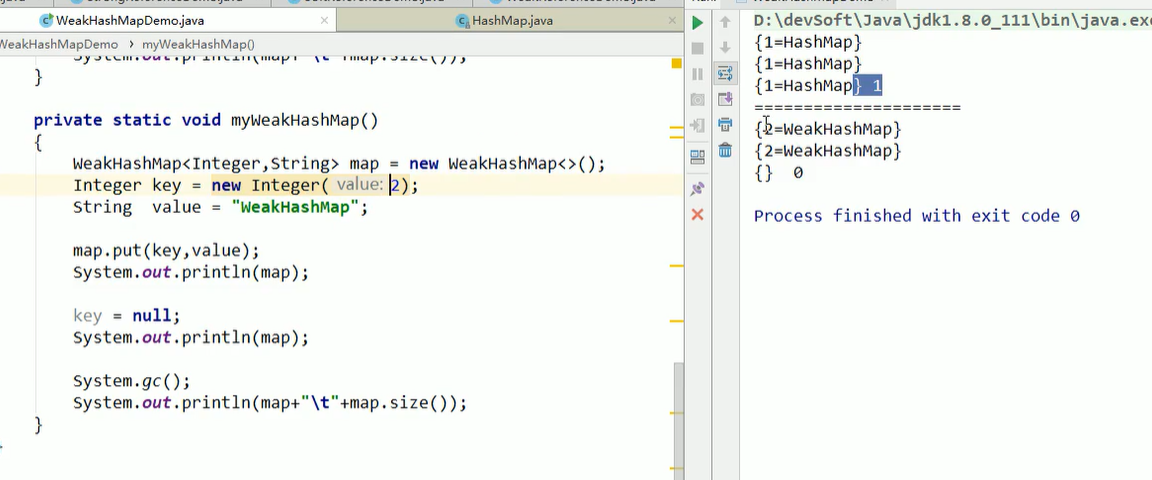 WeakHashMapDemo.java
HashMap.java
WeakHashMapDemo myWeakHashMap()
System.out.println(map+"\t"+map.size());
}
private static void myWeakHashMap()
{
WeakHashMap<Integer,String> map = new WeakHashMap<>();
Integer key = new Integer( value: 2);
String value = "WeakHashMap";
map.put(key,value);
System.out.println(map);
key = null;
System.out.println(map);
System.gc();
System.out.println(map+"\t"+map.size());
}
D:\devSoft\Java\jdk1.8.0_111\bin\java.exe
{1=HashMap}
{1=HashMap}
{1=HashMap} 1
=====================
{2=WeakHashMap}
{2=WeakHashMap}
{} 0
Process finished with exit code 0